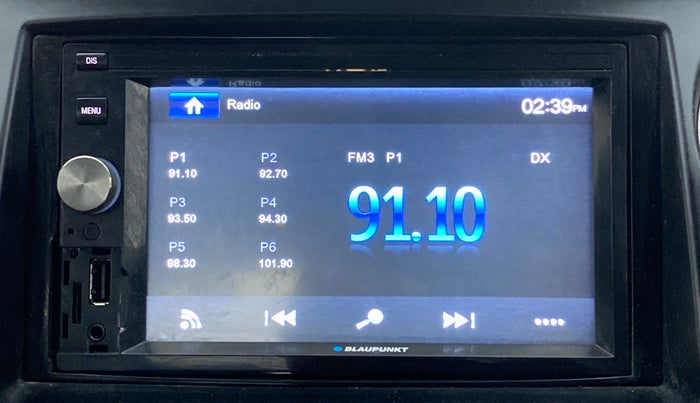 DIS
Radio
MENU
Radio
02:39PM
P1
P2
FM3 P1
DX
91.10
92.70
91.10
P3
P4
93.50
94.30
P5
P6
98.30
101.90
BLAUPUNKT